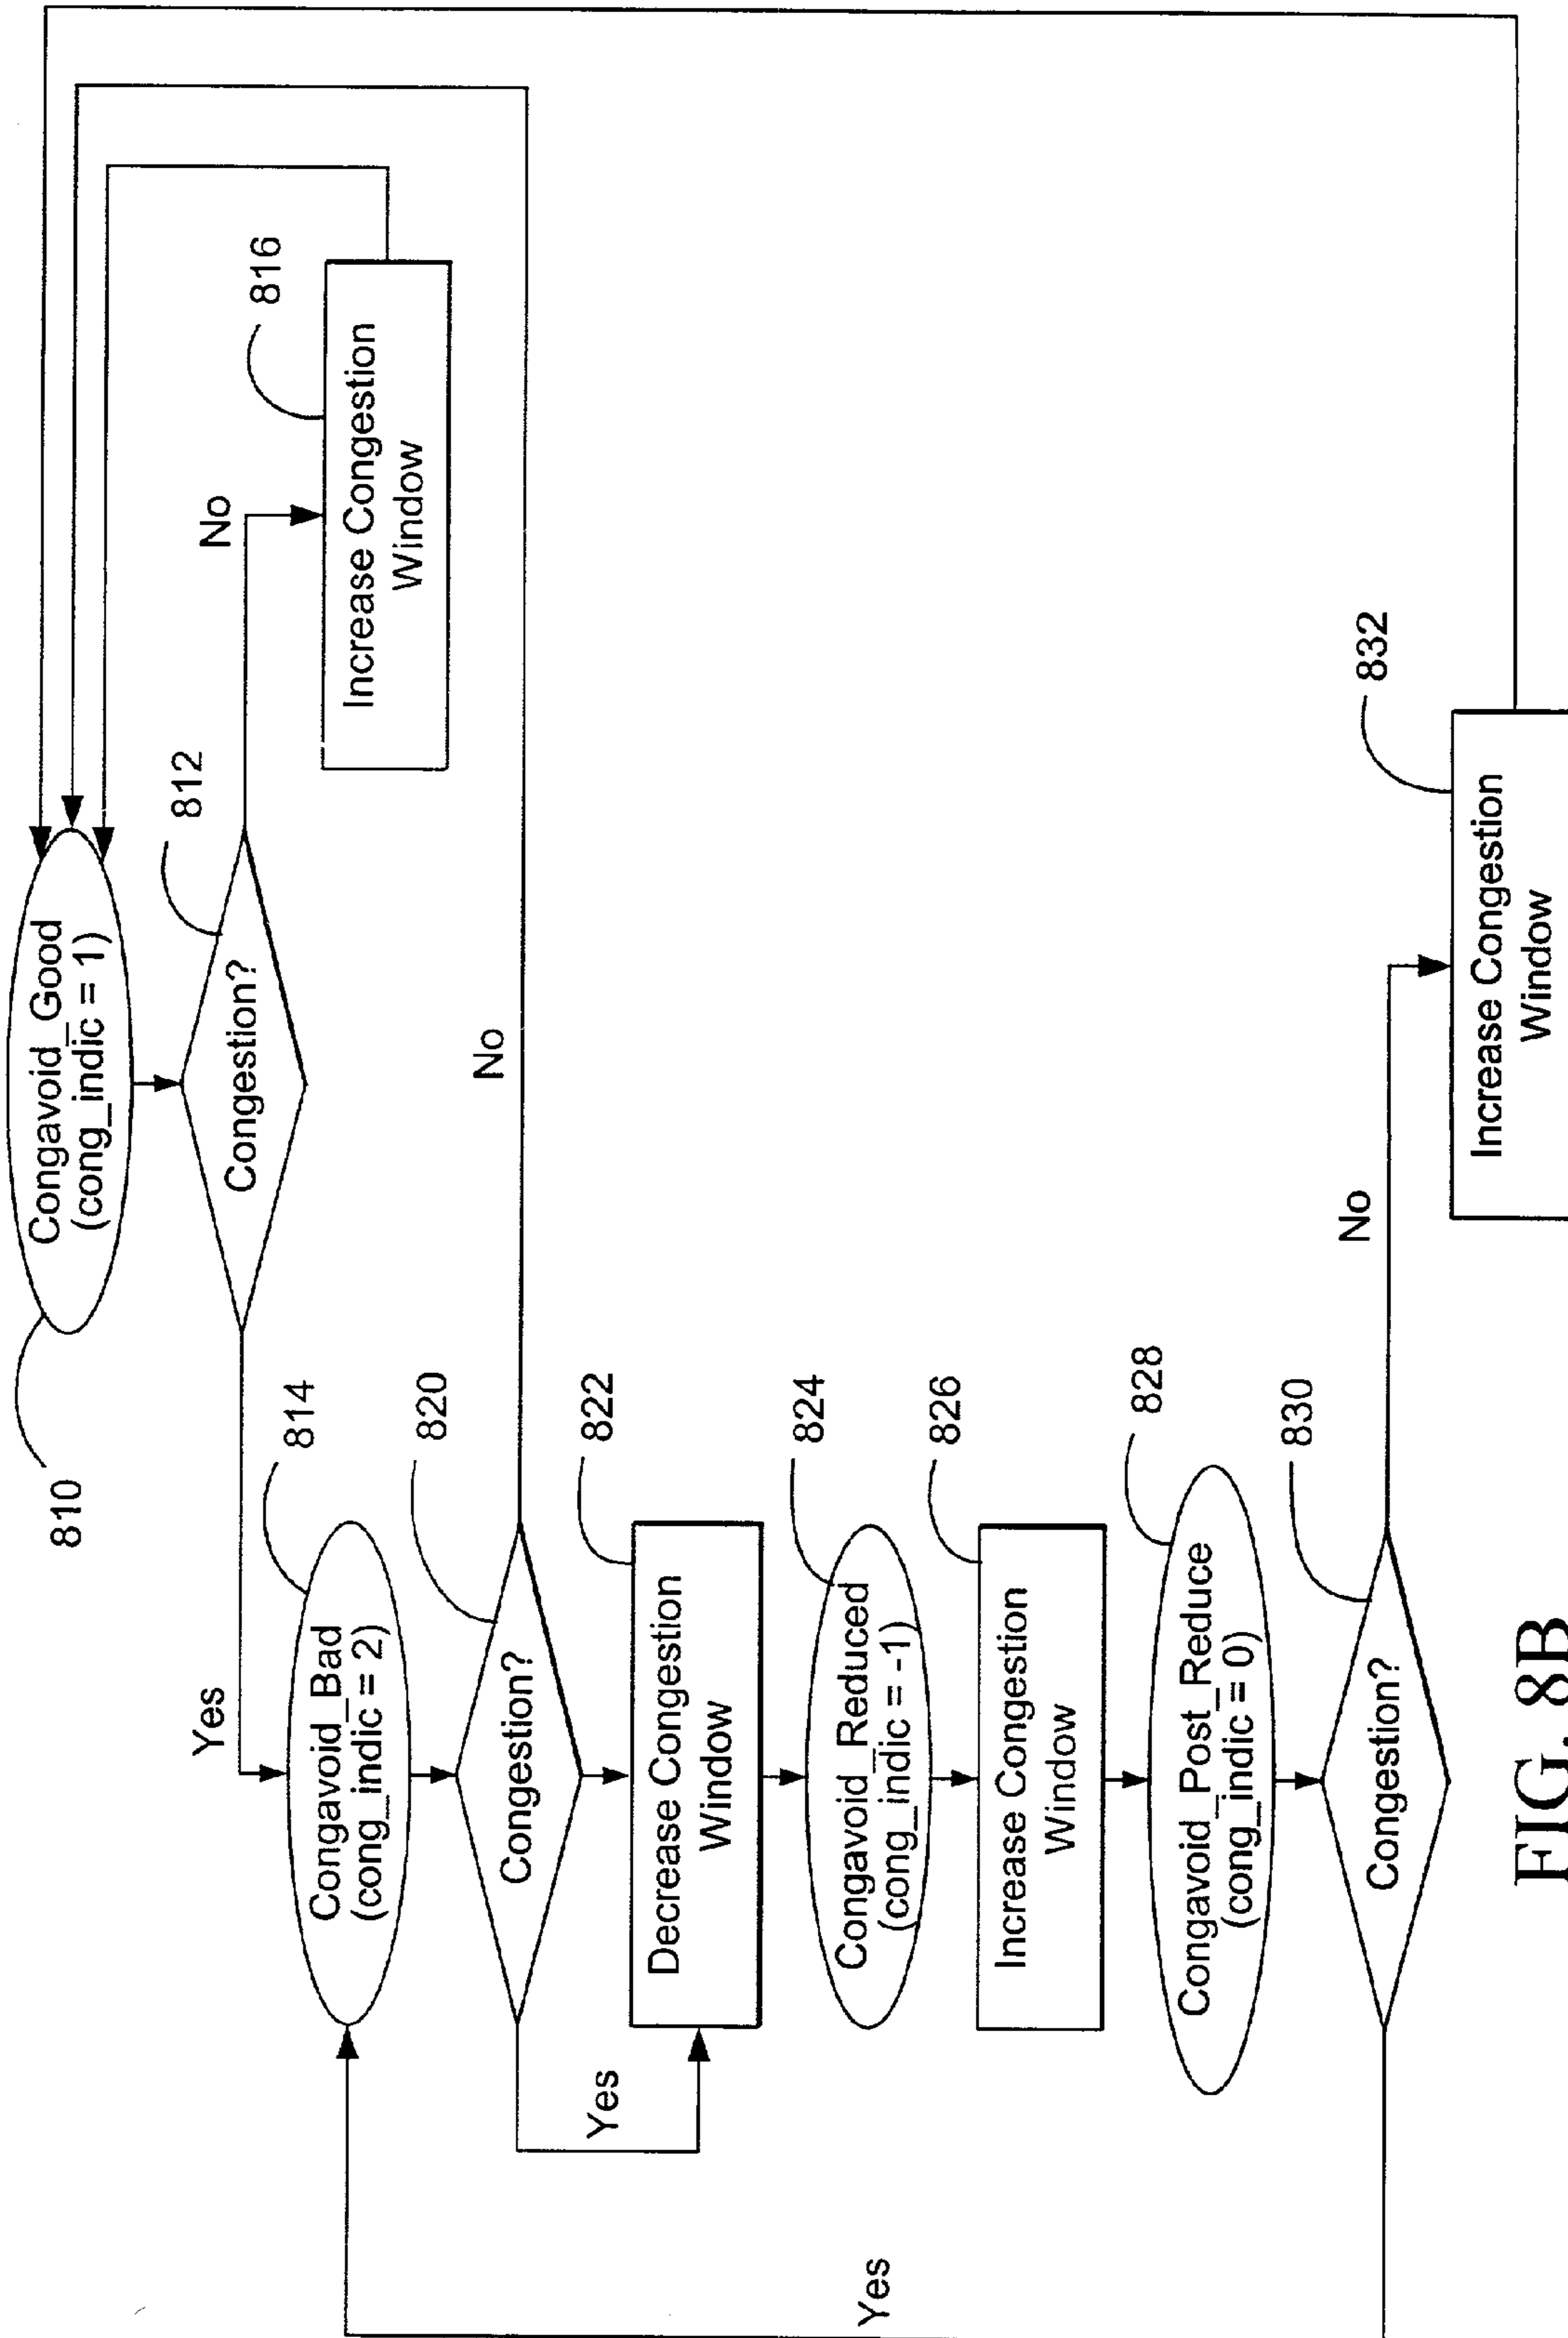 810
Congavoid_Good
(cong_indic = 1)
812
Congestion?
Yes
No
816
Increase Congestion
Window
814
Congavoid_Bad
(cong_indic = 2)
820
Congestion?
No
Yes
822
Decrease Congestion
Window
824
Congavoid_Reduced
(cong_indic = -1)
826
Increase Congestion
Window
828
Congavoid_Post_Reduce
(cong_indic = 0)
830
Congestion?
Yes
No
832
Increase Congestion
Window
FIG. 8B